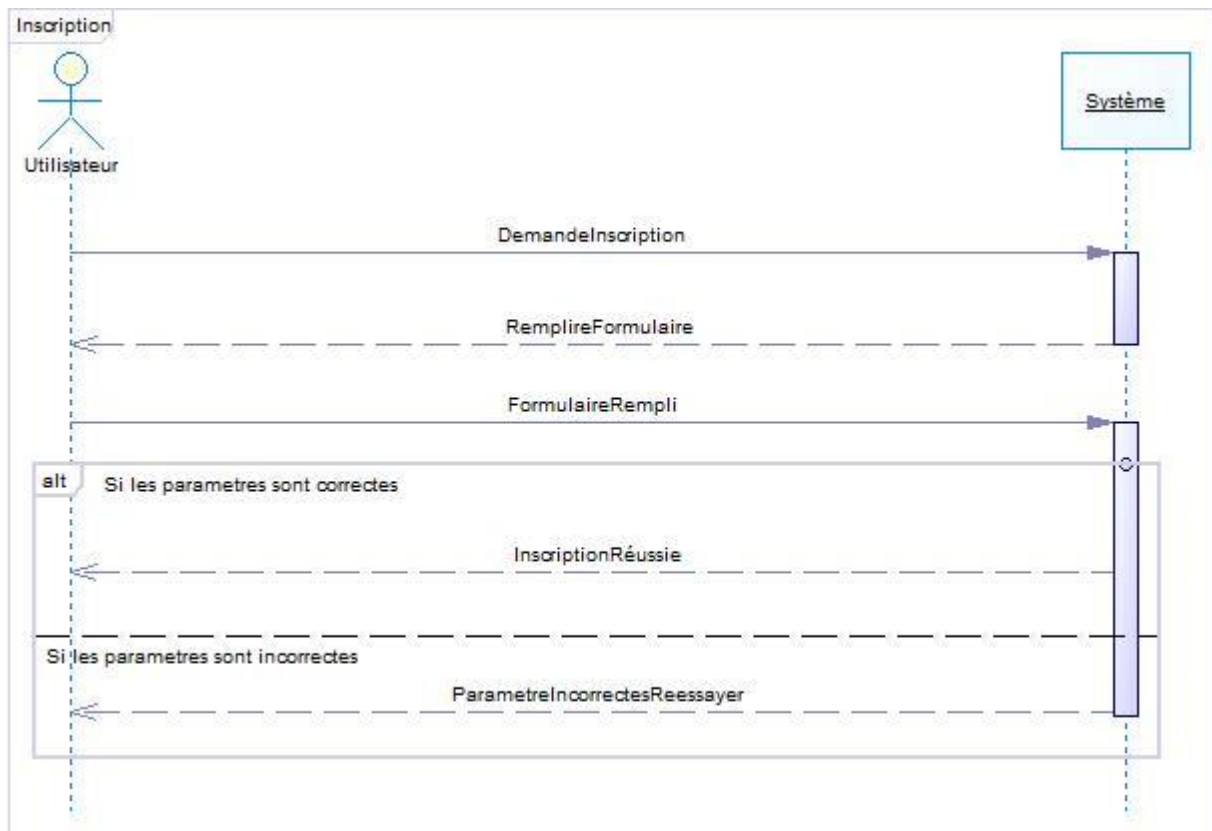 Inscription
Système
Utilisateur
DemandeInscription
RemplireFormulaire
FormulaireRempli
alt
Si les parametres sont correctes
InscriptionRéussie
Si les parametres sont incorrectes
ParametreIncorrectesReessayer